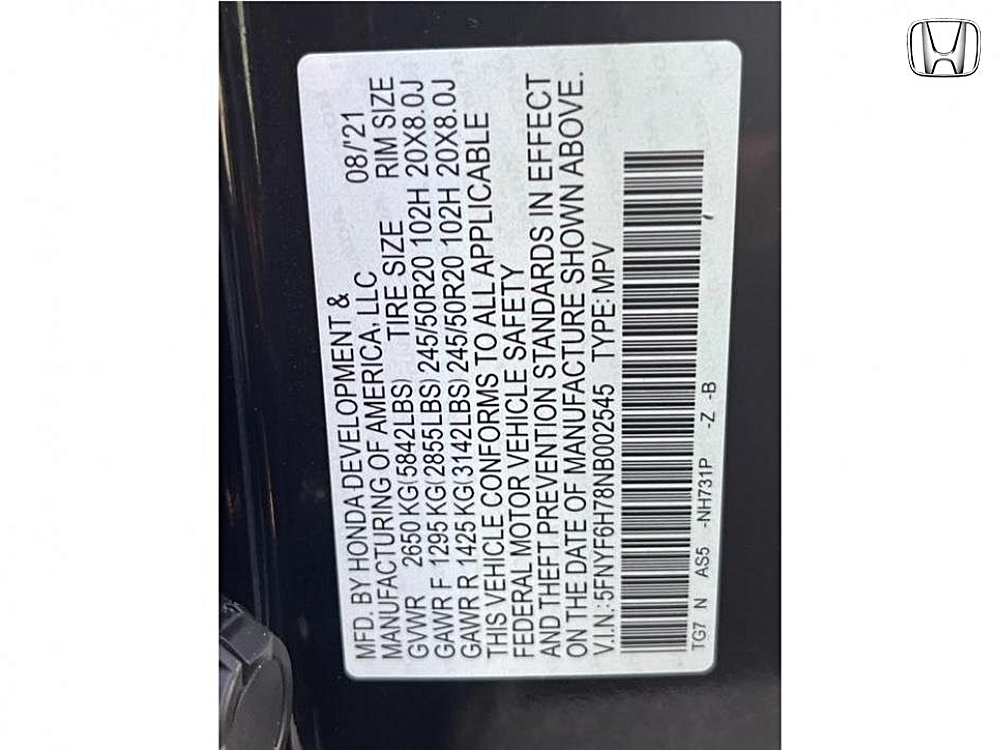 MFD. BY HONDA DEVELOPMENT & 08/'21
MANUFACTURING OF AMERICA, LLC
TIRE SIZE RIM SIZE
GVWR 2650 KG(5842LBS)
GAWR F 1295 KG(2855LBS) 245/50R20 102H 20X8.0J
GAWR R 1425 KG(3142LBS) 245/50R20 102H 20X8.0J
THIS VEHICLE CONFORMS TO ALL APPLICABLE
FEDERAL MOTOR VEHICLE SAFETY
AND THEFT PREVENTION STANDARDS IN EFFECT
ON THE DATE OF MANUFACTURE SHOWN ABOVE.
V.I.N.: 5FNYF6H78NB002545 TYPE: MPV
TG7 N AS5 -NH731P -Z -B